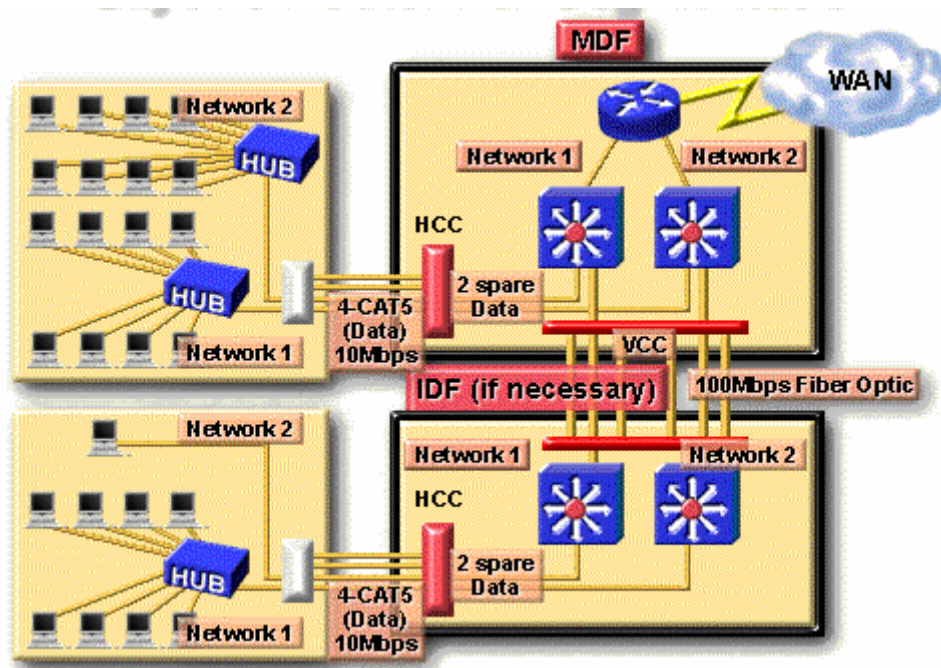 MDF
WAN
Network 2
HUB
Network 1
Network 2
HCC
HUB
4-CAT5
(Data)
10Mbps
2 spare
Data
Network 1
VCC
IDF (if necessary)
100Mbps Fiber Optic
Network 2
Network 1
Network 2
HCC
HUB
4-CAT5
(Data)
10Mbps
2 spare
Data
Network 1